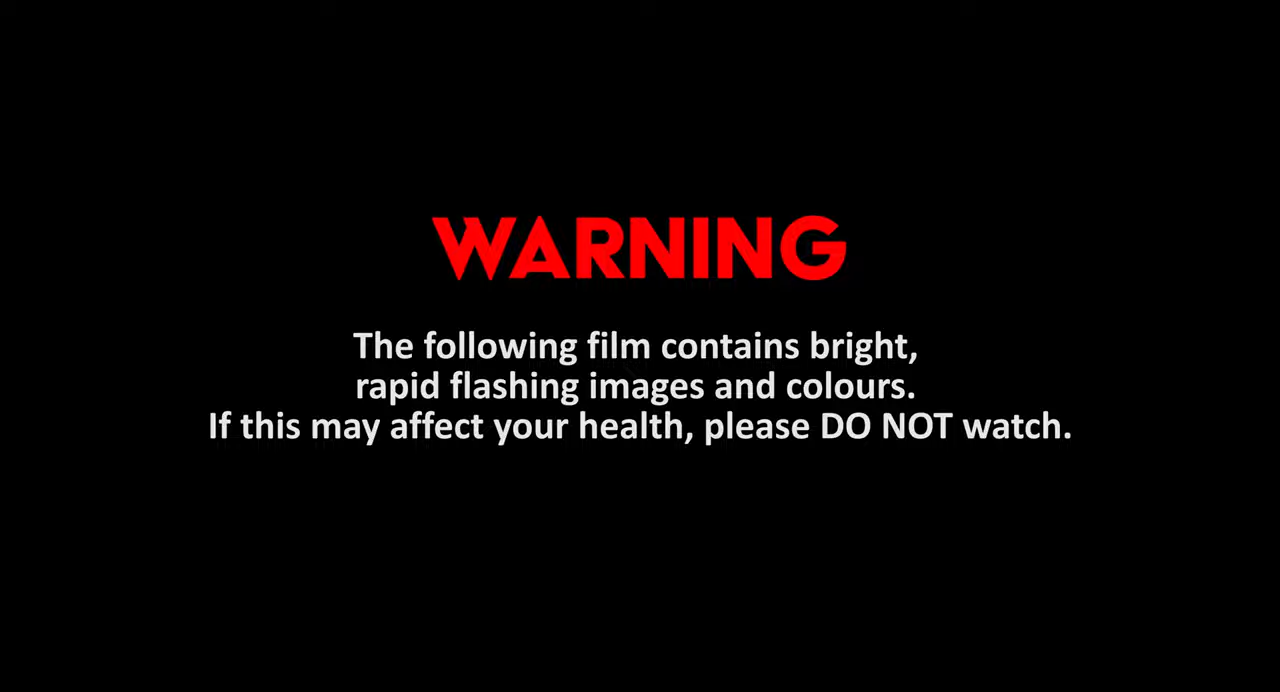 WARNING
The following film contains bright,
rapid flashing images and colours.
If this may affect your health, please DO NOT watch.